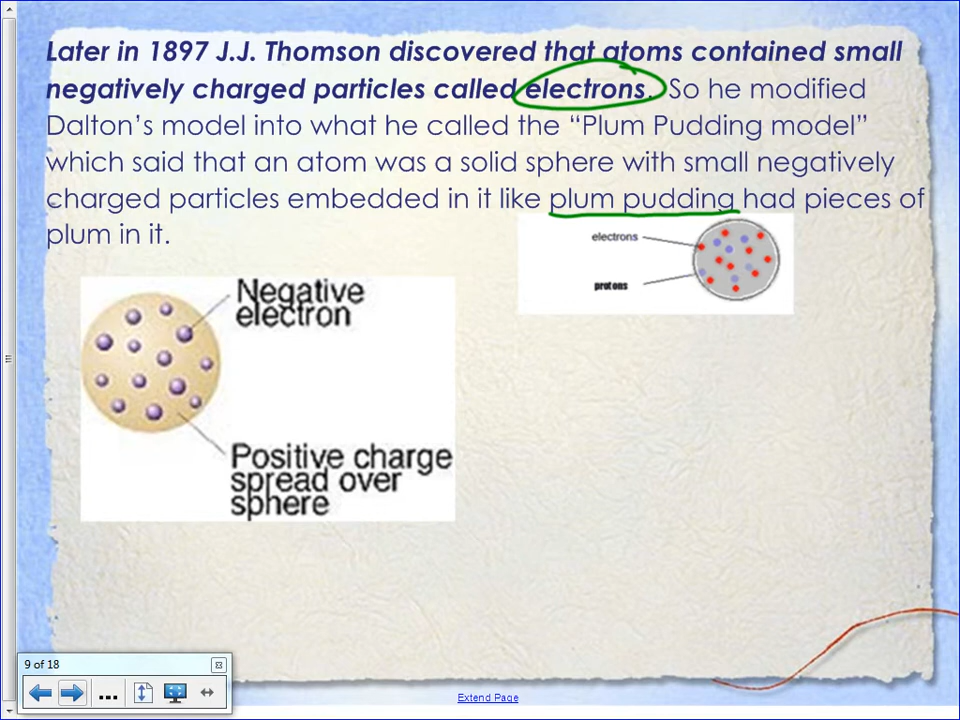 Later in 1897 J.J. Thomson discovered that atoms contained small
negatively charged particles called electrons. So he modified
Dalton's model into what he called the "Plum Pudding model"
which said that an atom was a solid sphere with small negatively
charged particles embedded in it like plum pudding had pieces of
plum in it.
electrons
protons
Negative
electron
Positive charge
spread over
sphere
9 of 18
...
Extend Page